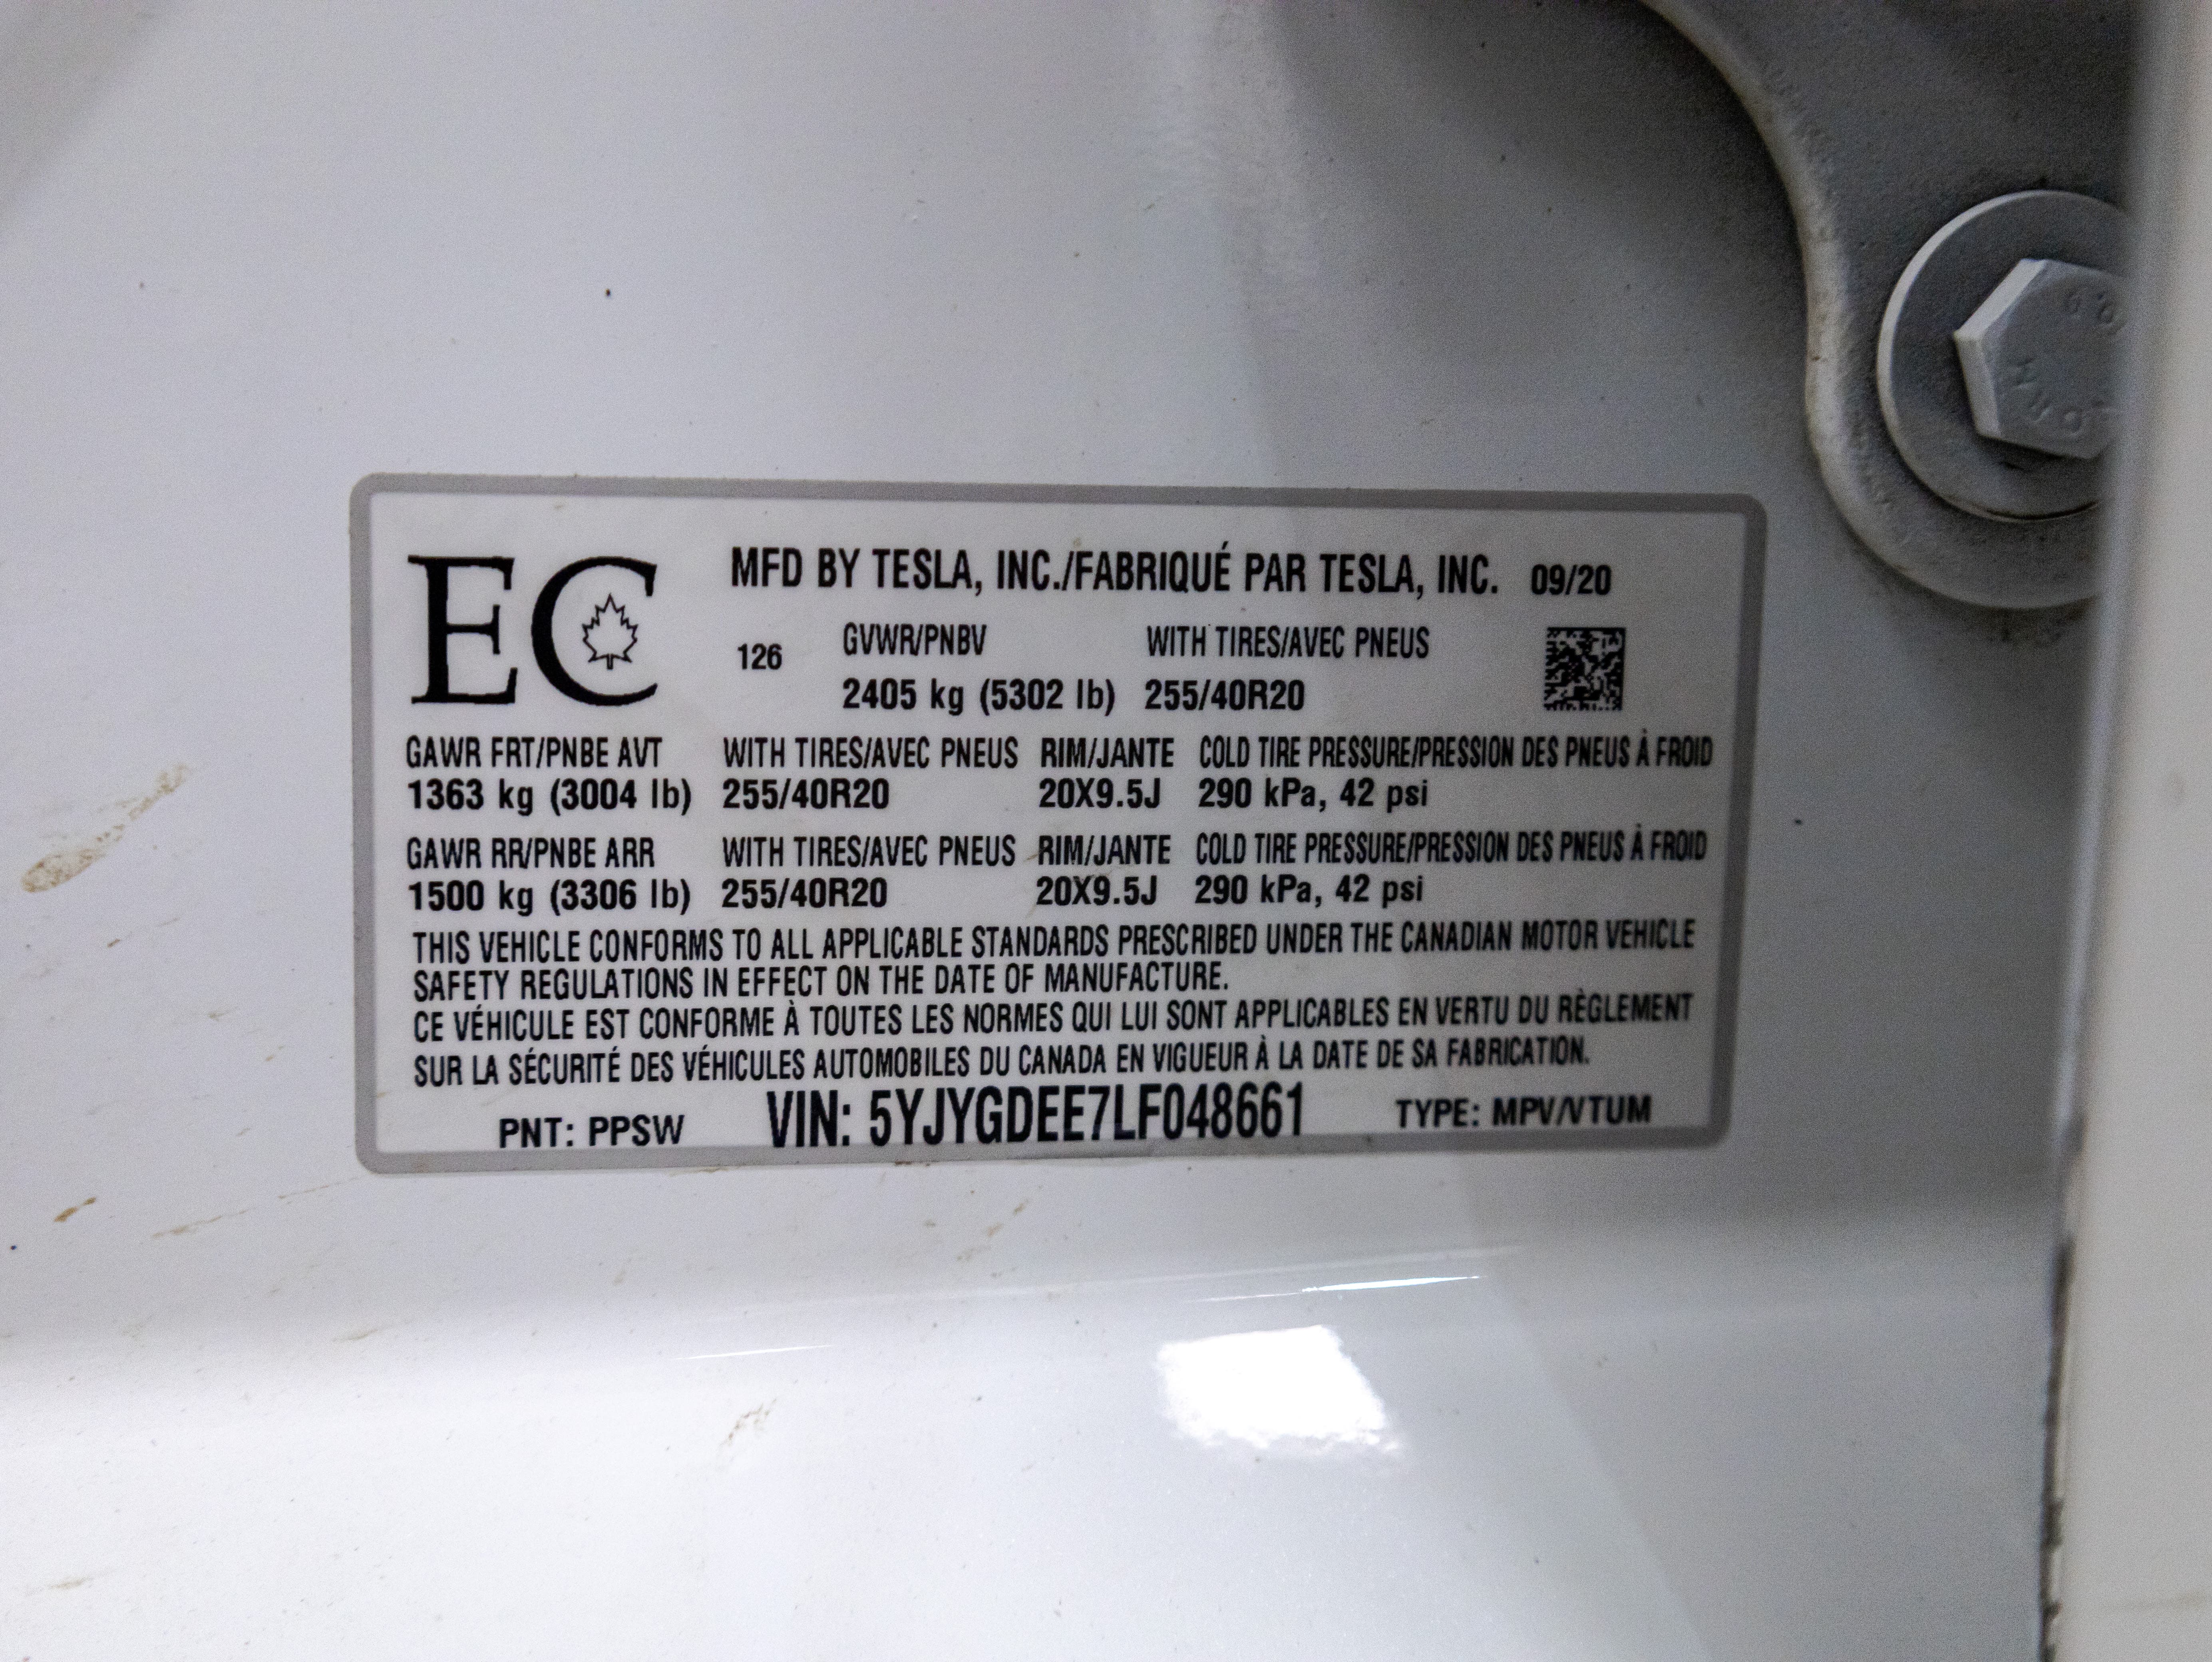 EC
MFD BY TESLA, INC./FABRIQUÉ PAR TESLA, INC. 09/20
126 GVWR/PNBV WITH TIRES/AVEC PNEUS
2405 kg (5302 lb) 255/40R20
GAWR FRT/PNBE AVT WITH TIRES/AVEC PNEUS RIM/JANTE COLD TIRE PRESSURE/PRESSION DES PNEUS À FROID
1363 kg (3004 lb) 255/40R20 20X9.5J 290 kPa, 42 psi
GAWR RR/PNBE ARR WITH TIRES/AVEC PNEUS RIM/JANTE COLD TIRE PRESSURE/PRESSION DES PNEUS À FROID
1500 kg (3306 lb) 255/40R20 20X9.5J 290 kPa, 42 psi
THIS VEHICLE CONFORMS TO ALL APPLICABLE STANDARDS PRESCRIBED UNDER THE CANADIAN MOTOR VEHICLE
SAFETY REGULATIONS IN EFFECT ON THE DATE OF MANUFACTURE.
CE VÉHICULE EST CONFORME À TOUTES LES NORMES QUI LUI SONT APPLICABLES EN VERTU DU RÈGLEMENT
SUR LA SÉCURITÉ DES VÉHICULES AUTOMOBILES DU CANADA EN VIGUEUR À LA DATE DE SA FABRICATION.
PNT: PPSW VIN: 5YJYGDEE7LF048661 TYPE: MPV/VTUM